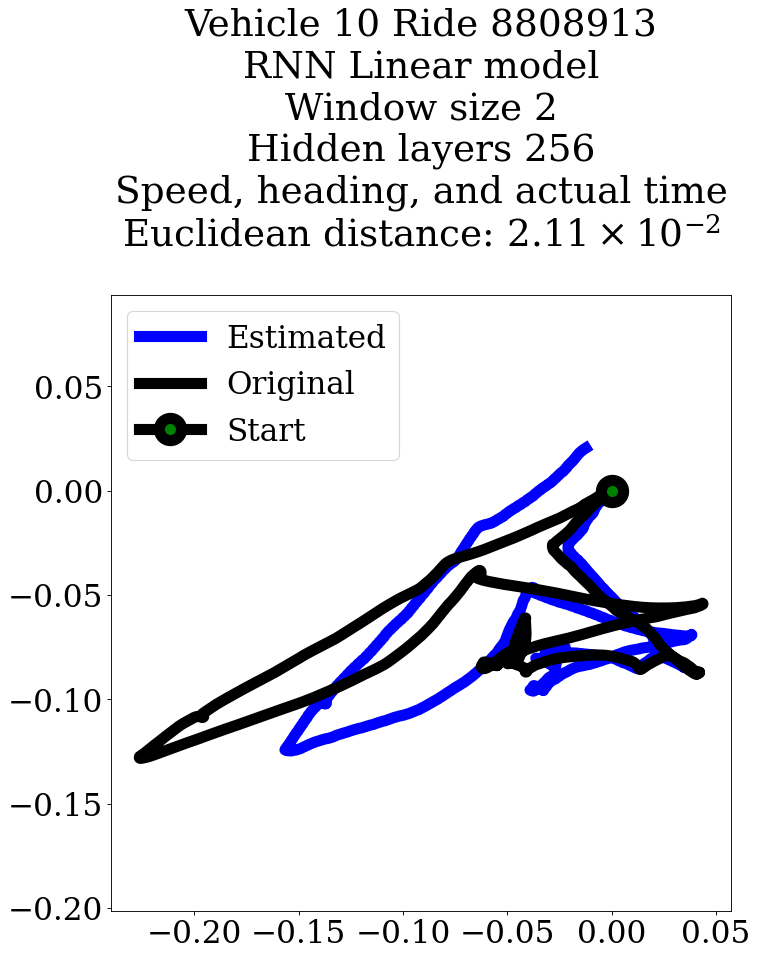 Vehicle 10 Ride 8808913
RNN Linear model
Window size 2
Hidden layers 256
Speed, heading, and actual time
Euclidean distance: 2.11 × 10⁻²
Estimated
Original
Start
0.05
0.00
−0.05
−0.10
−0.15
−0.20
−0.20 −0.15 −0.10 −0.05 0.00 0.05